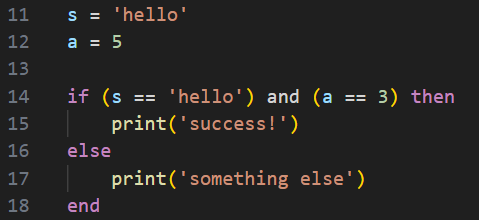 11 s = 'hello'
12 a = 5
13
14 if (s == 'hello') and (a == 3) then
15     print('success!')
16 else
17     print('something else')
18 end